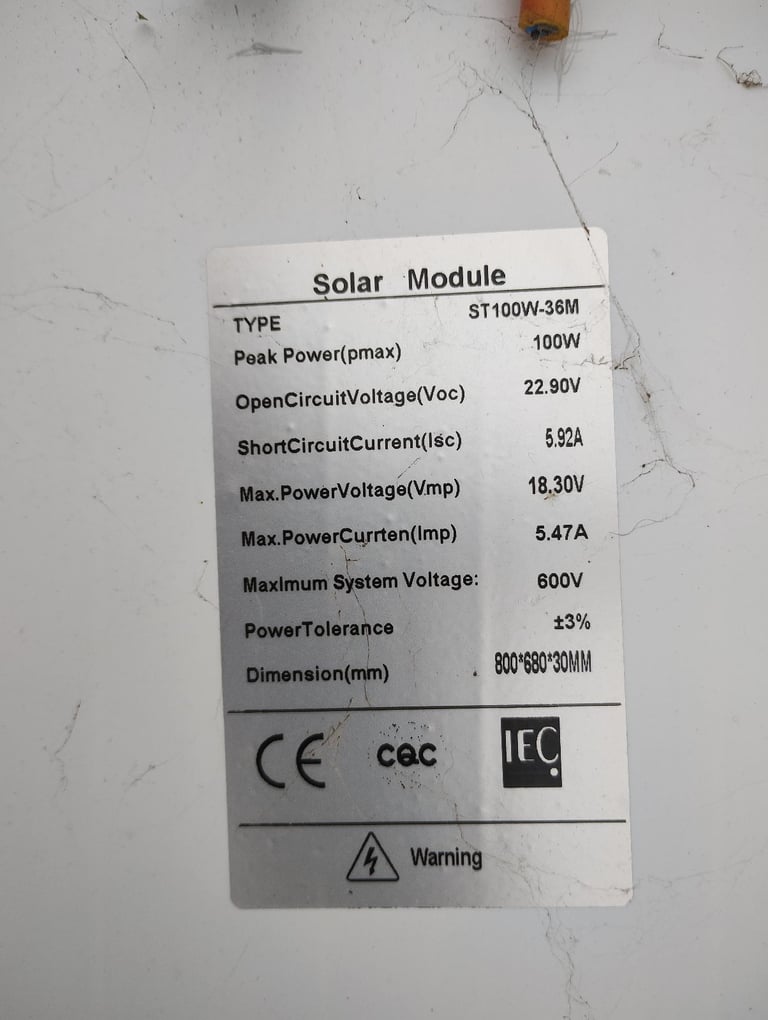 Solar Module
TYPE ST100W-36M
Peak Power(pmax) 100W
OpenCircuitVoltage(Voc) 22.90V
ShortCircuitCurrent(Isc) 5.92A
Max.PowerVoltage(Vmp) 18.30V
Max.PowerCurrten(Imp) 5.47A
MaxImum System Voltage: 600V
PowerTolerance ±3%
Dimension(mm) 800*680*30MM
CE CQC IEC
Warning